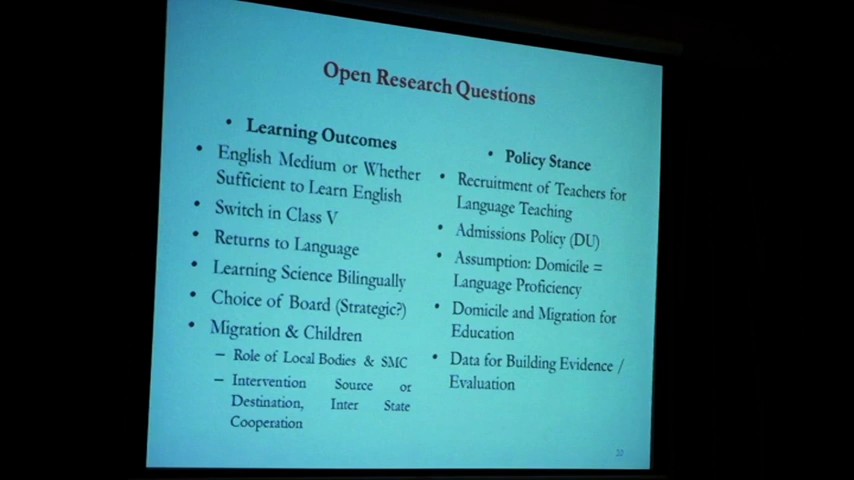 Open Research Questions
• Learning Outcomes
• English Medium or Whether
Sufficient to Learn English
• Switch in Class V
• Returns to Language
• Learning Science Bilingually
• Choice of Board (Strategic?)
• Migration & Children
– Role of Local Bodies & SMC
– Intervention Source or
Destination, Inter State
Cooperation
• Policy Stance
• Recruitment of Teachers for
Language Teaching
• Admissions Policy (DU)
• Assumption: Domicile =
Language Proficiency
• Domicile and Migration for
Education
• Data for Building Evidence /
Evaluation